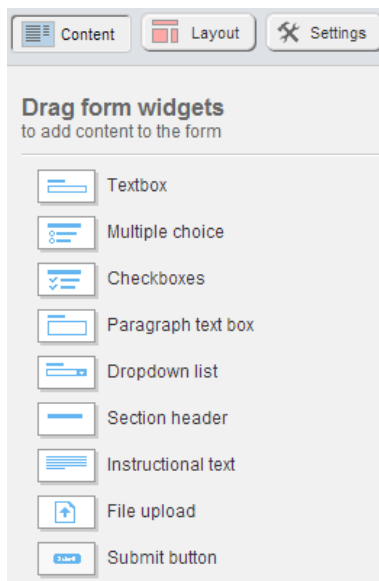 Content Layout Settings
Drag form widgets
to add content to the form
Textbox
Multiple choice
Checkboxes
Paragraph text box
Dropdown list
Section header
Instructional text
File upload
Submit button